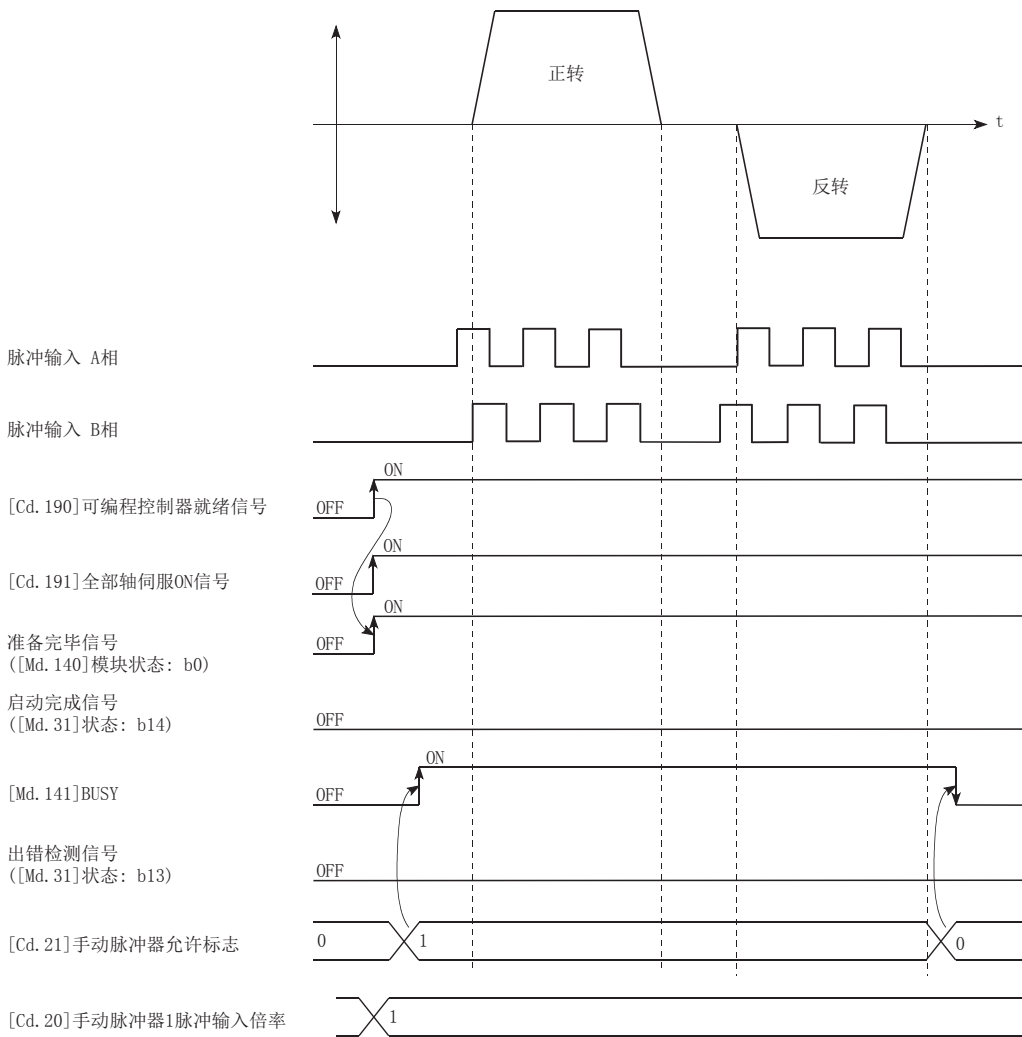 正转
t
反转
脉冲输入 A相
脉冲输入 B相
ON
[Cd.190]可编程控制器就绪信号
OFF
ON
[Cd.191]全部轴伺服ON信号
OFF
ON
准备完毕信号
([Md.140]模块状态: b0)
OFF
启动完成信号
([Md.31]状态: b14)
OFF
ON
[Md.141]BUSY
OFF
出错检测信号
([Md.31]状态: b13)
OFF
[Cd.21]手动脉冲器允许标志
0
1
0
[Cd.20]手动脉冲器1脉冲输入倍率
1